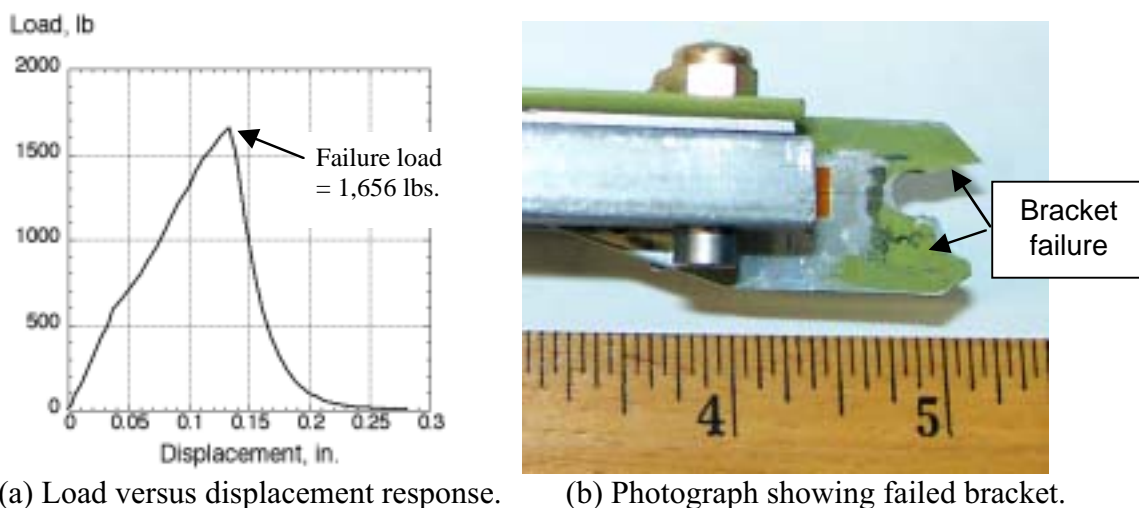 Load, lb
2000
1500
1000
500
0
0 0.05 0.1 0.15 0.2 0.25 0.3
Displacement, in.
Failure load
= 1,656 lbs.
Bracket
failure
4 5
(a) Load versus displacement response.
(b) Photograph showing failed bracket.